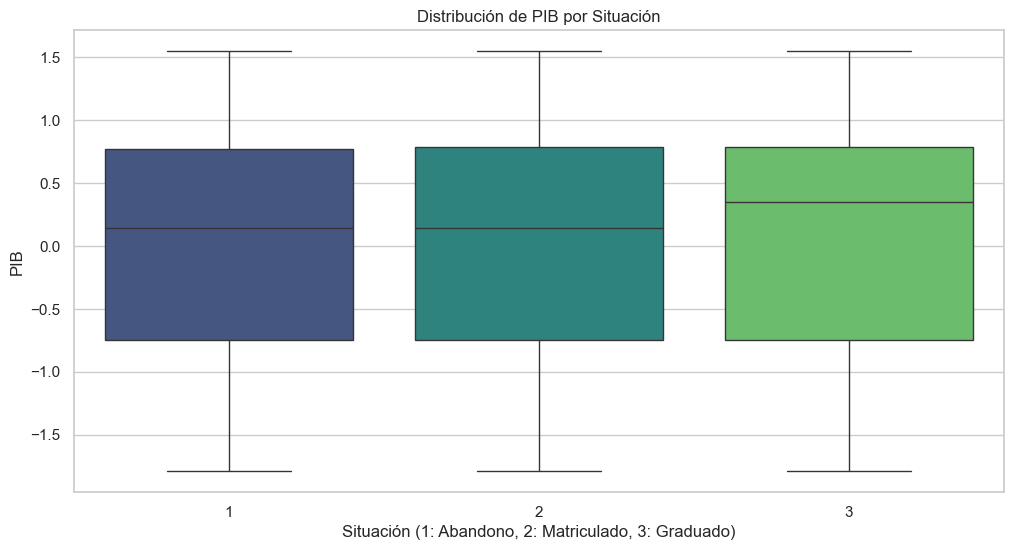 Distribución de PIB por Situación
PIB
1.5
1.0
0.5
0.0
−0.5
−1.0
−1.5
1 2 3
Situación (1: Abandono, 2: Matriculado, 3: Graduado)